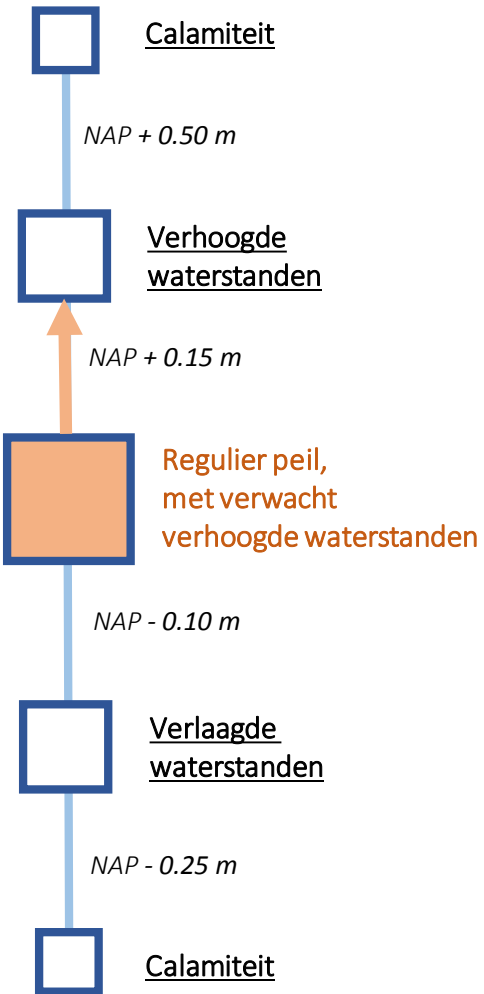 Calamiteit
NAP + 0.50 m
Verhoogde
waterstanden
NAP + 0.15 m
Regulier peil,
met verwacht
verhoogde waterstanden
NAP - 0.10 m
Verlaagde
waterstanden
NAP - 0.25 m
Calamiteit